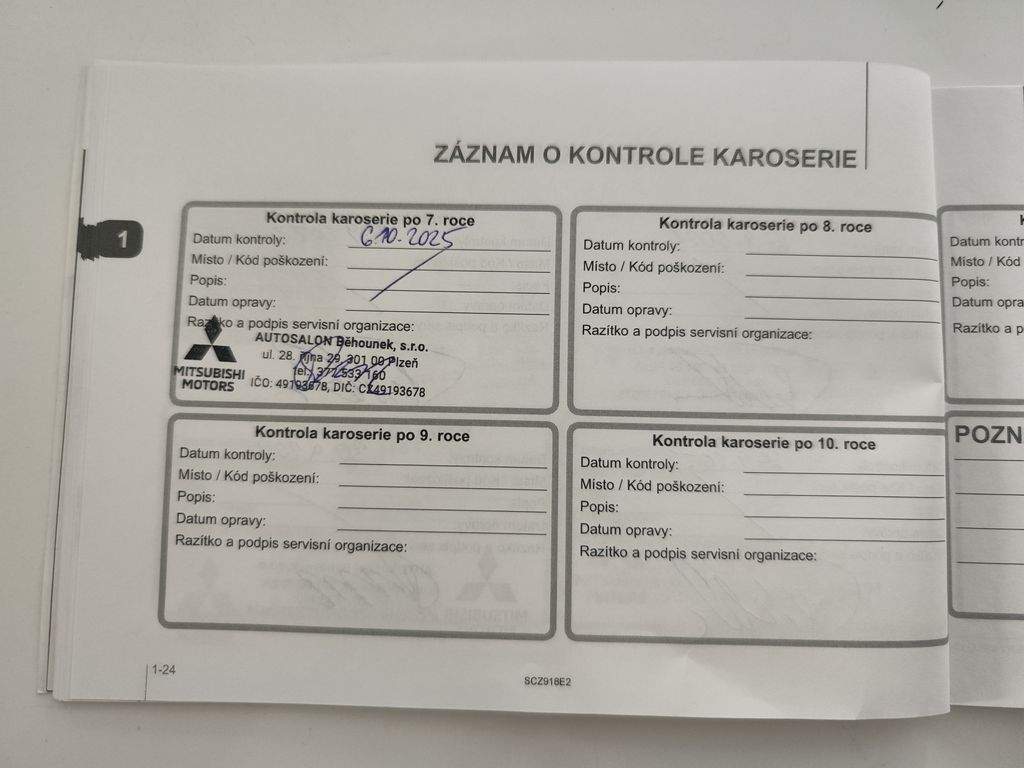 ZÁZNAM O KONTROLE KAROSERIE
1
Kontrola karoserie po 7. roce
Datum kontroly: 6.10.2025
Místo / Kód poškození:
Popis:
Datum opravy:
Razítko a podpis servisní organizace:
MITSUBISHI
MOTORS
AUTOSALON Běhounek, s.r.o.
ul. 28. října 29, 301 00 Plzeň
tel. 377 533 160
IČO: 49193678, DIČ: CZ49193678
Kontrola karoserie po 8. roce
Datum kontroly:
Místo / Kód poškození:
Popis:
Datum opravy:
Razítko a podpis servisní organizace:
Kontrola karoserie po 9. roce
Datum kontroly:
Místo / Kód poškození:
Popis:
Datum opravy:
Razítko a podpis servisní organizace:
Kontrola karoserie po 10. roce
Datum kontroly:
Místo / Kód poškození:
Popis:
Datum opravy:
Razítko a podpis servisní organizace:
K
Datum kontr
Místo / Kód
Popis:
Datum opra
Razítko a p
POZN
1-24
SCZ918E2